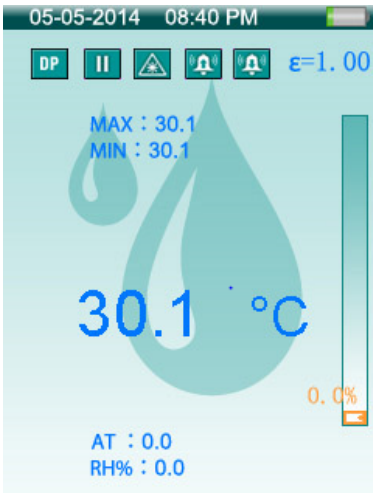 05-05-2014 08:40 PM
DP ε=1.00
MAX：30.1
MIN：30.1
30.1 °C
0.0%
AT ：0.0
RH%：0.0